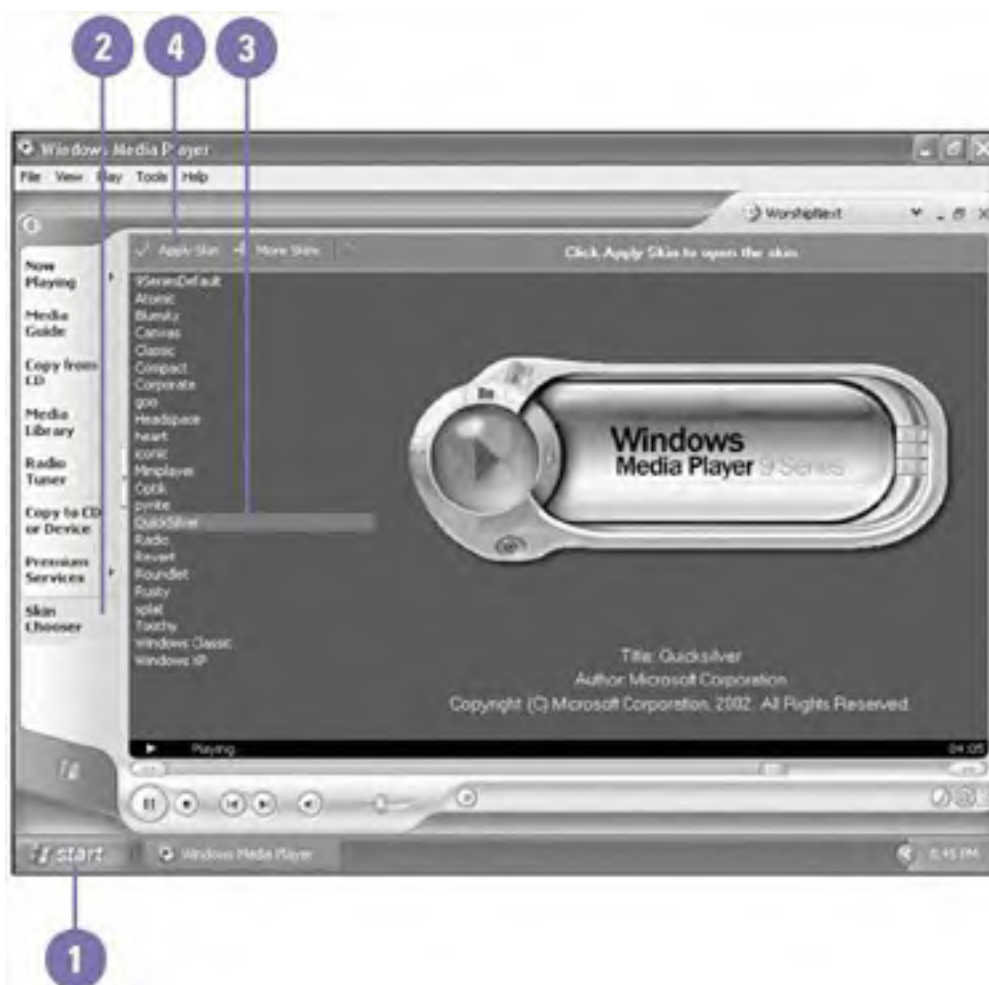 2 4 3
Windows Media Player
File View Play Tools Help
WorshipNext
Apply Skin More Skins
Click Apply Skin to open the skin
Now
Playing
Media
Guide
Copy from
CD
Media
Library
Radio
Tuner
Copy to CD
or Device
Premium
Services
Skin
Chooser
9SeriesDefault
Atomic
Bluesky
Canvas
Classic
Compact
Corporate
goo
Headspace
heart
iconic
Miniplayer
Optik
pyrite
QuickSilver
Radio
Revert
Roundlet
Rusty
splat
Toothy
Windows Classic
Windows XP
Windows
Media Player 9 Series
Title: Quicksilver
Author: Microsoft Corporation
Copyright (C) Microsoft Corporation, 2002. All Rights Reserved.
Playing
04:05
start
Windows Media Player
8:45 PM
1